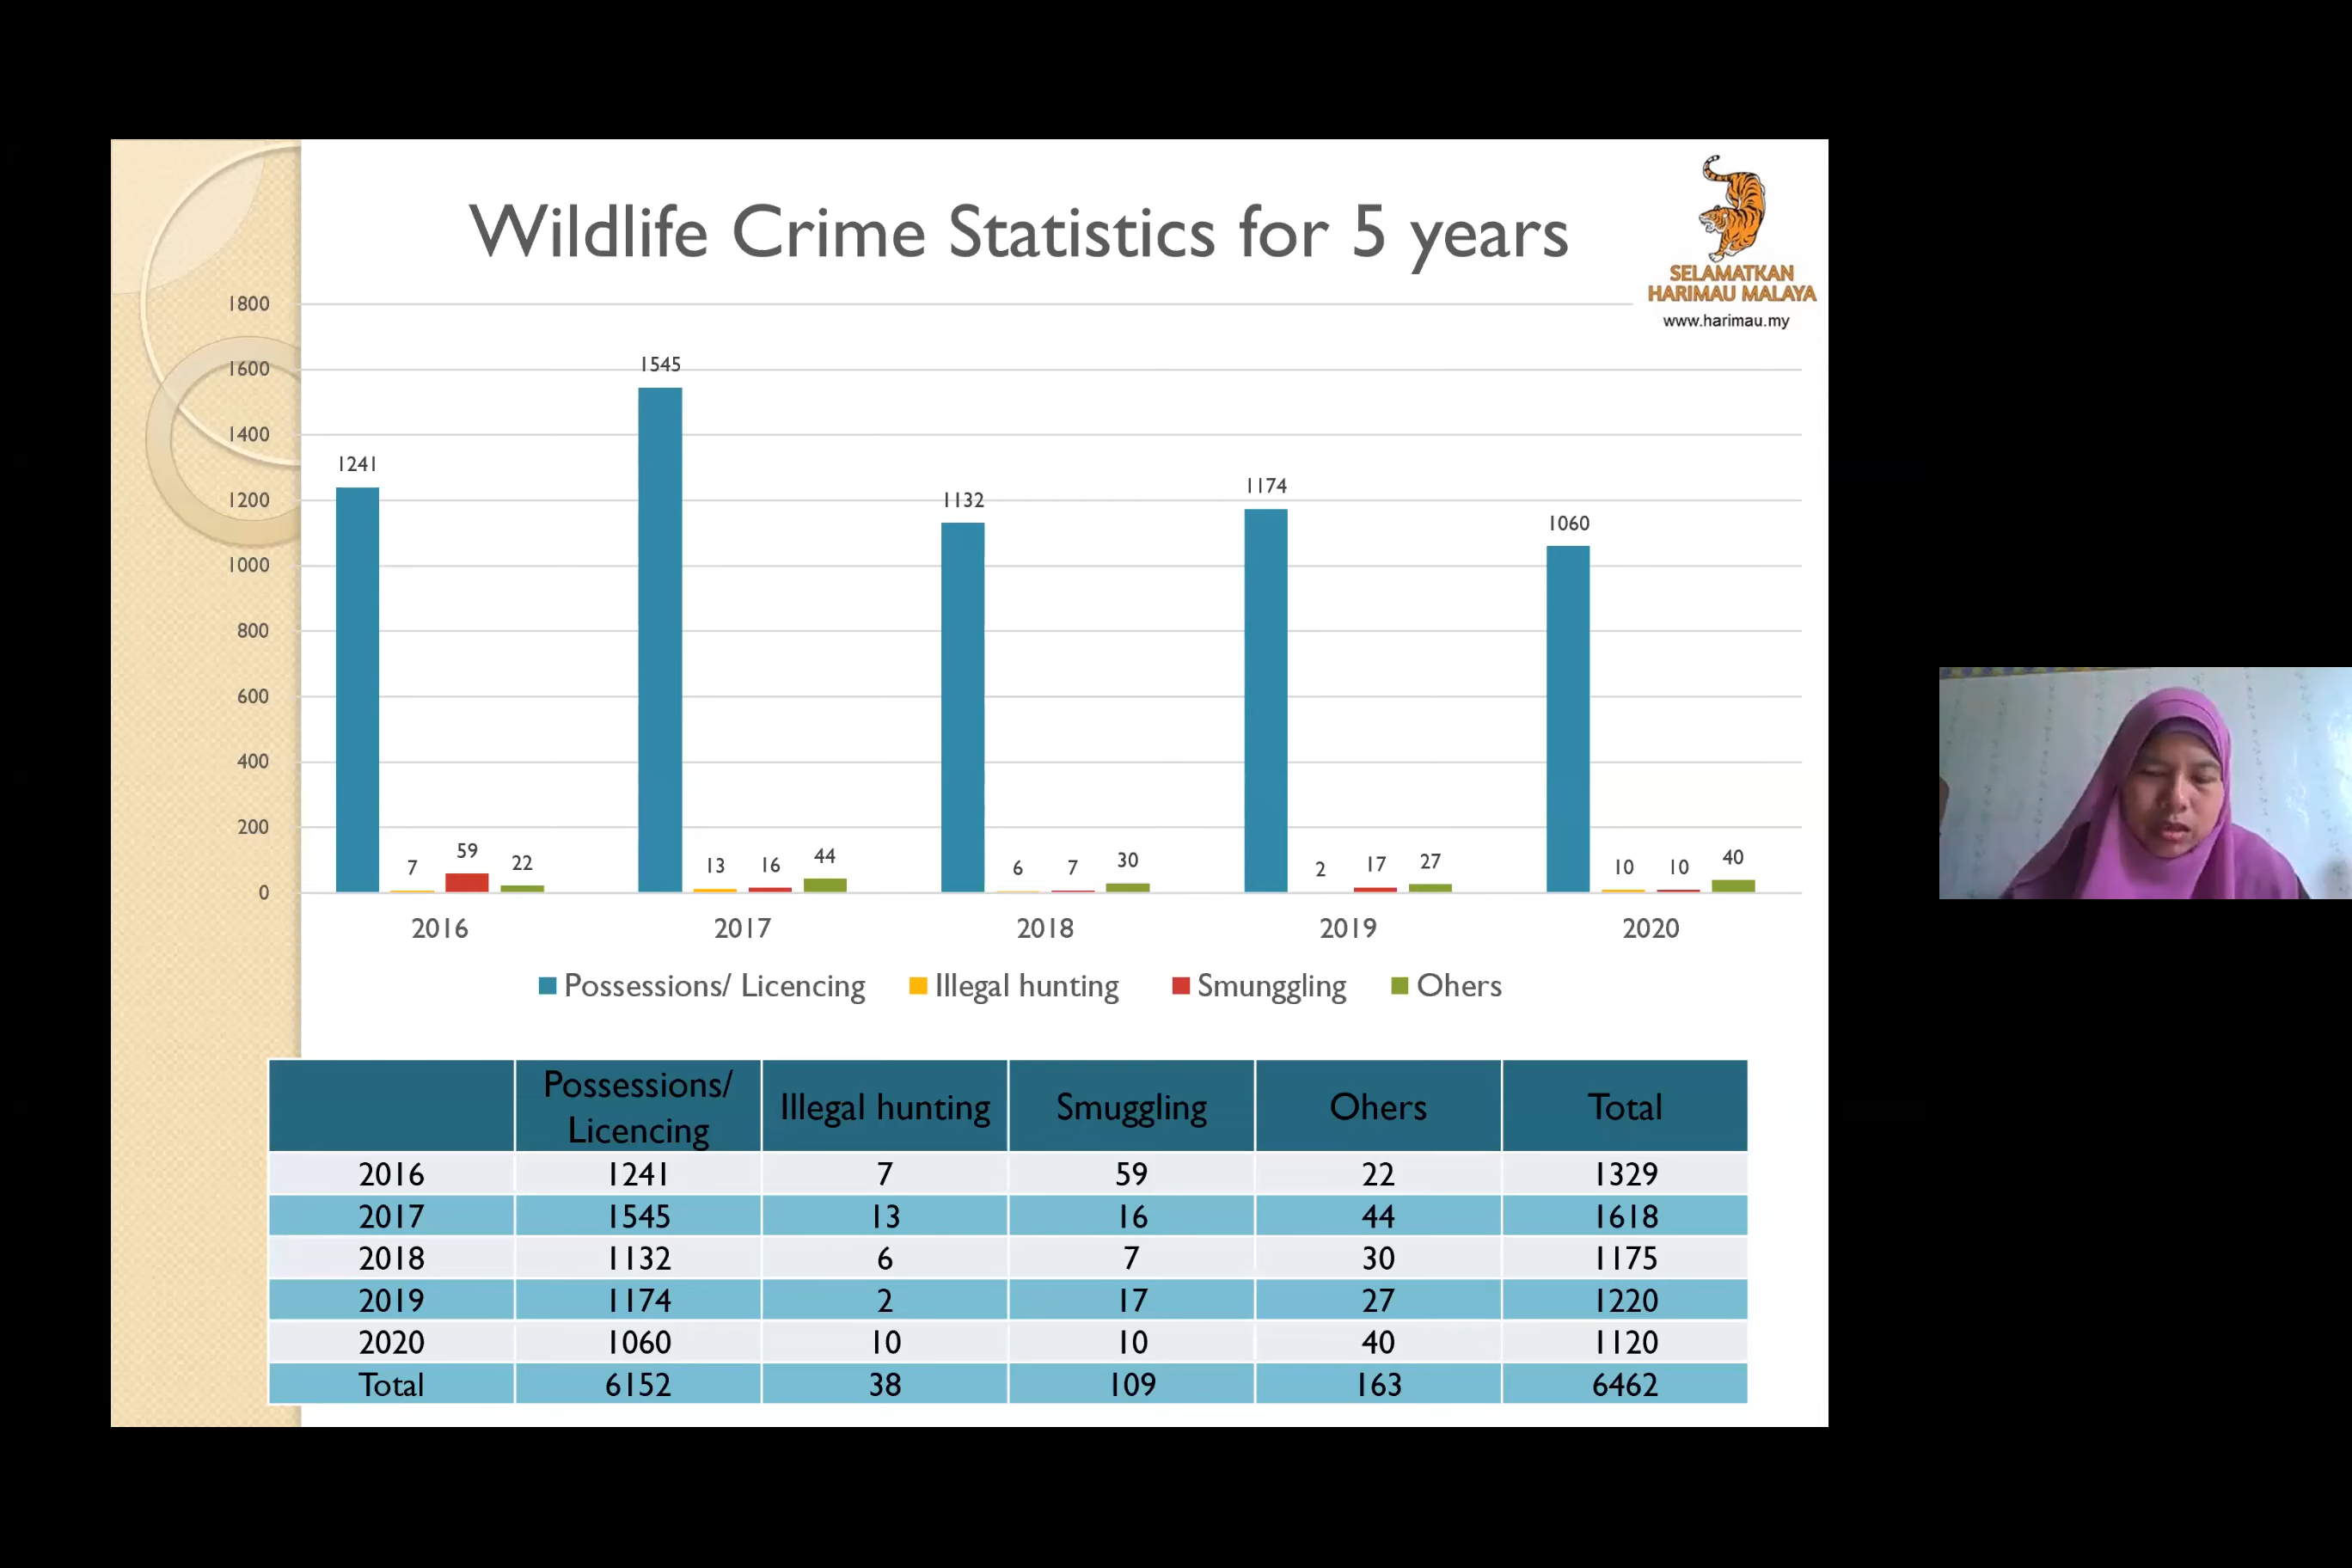 Wildlife Crime Statistics for 5 years
SELAMATKAN
HARIMAU MALAYA
www.harimau.my
1800
1600
1400
1200
1000
800
600
400
200
0
1241
7
59
22
1545
13
16
44
1132
6
7
30
1174
2
17
27
1060
10
10
40
2016 2017 2018 2019 2020
Possessions/ Licencing Illegal hunting Smunggling Ohers
Possessions/
Licencing Illegal hunting Smuggling Ohers Total
2016 1241 7 59 22 1329
2017 1545 13 16 44 1618
2018 1132 6 7 30 1175
2019 1174 2 17 27 1220
2020 1060 10 10 40 1120
Total 6152 38 109 163 6462